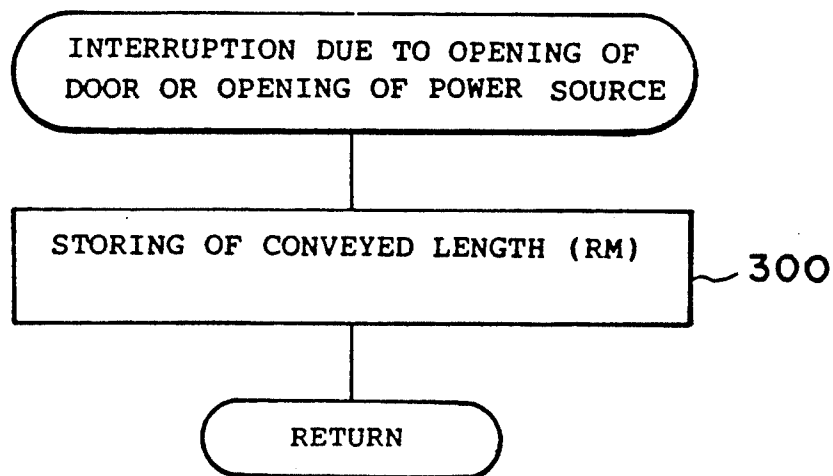 INTERRUPTION DUE TO OPENING OF
DOOR OR OPENING OF POWER SOURCE
STORING OF CONVEYED LENGTH (RM)
300
RETURN